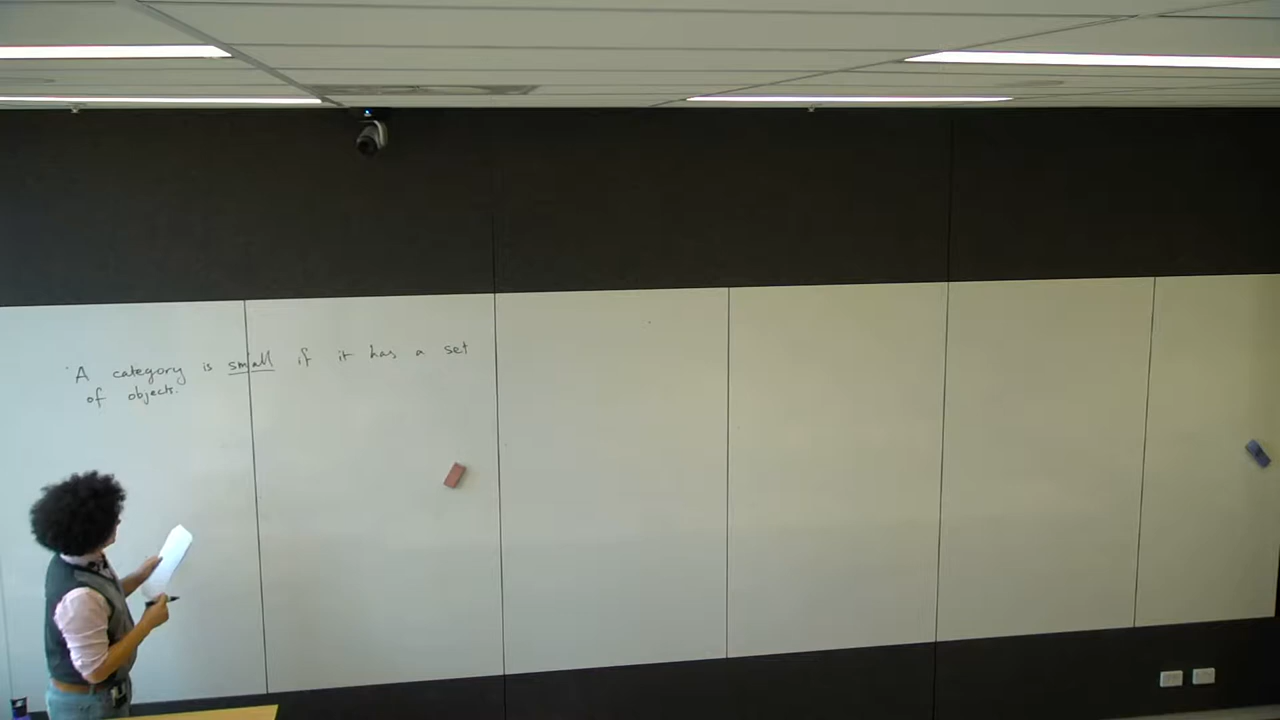 A category is small if it has a set
of objects.